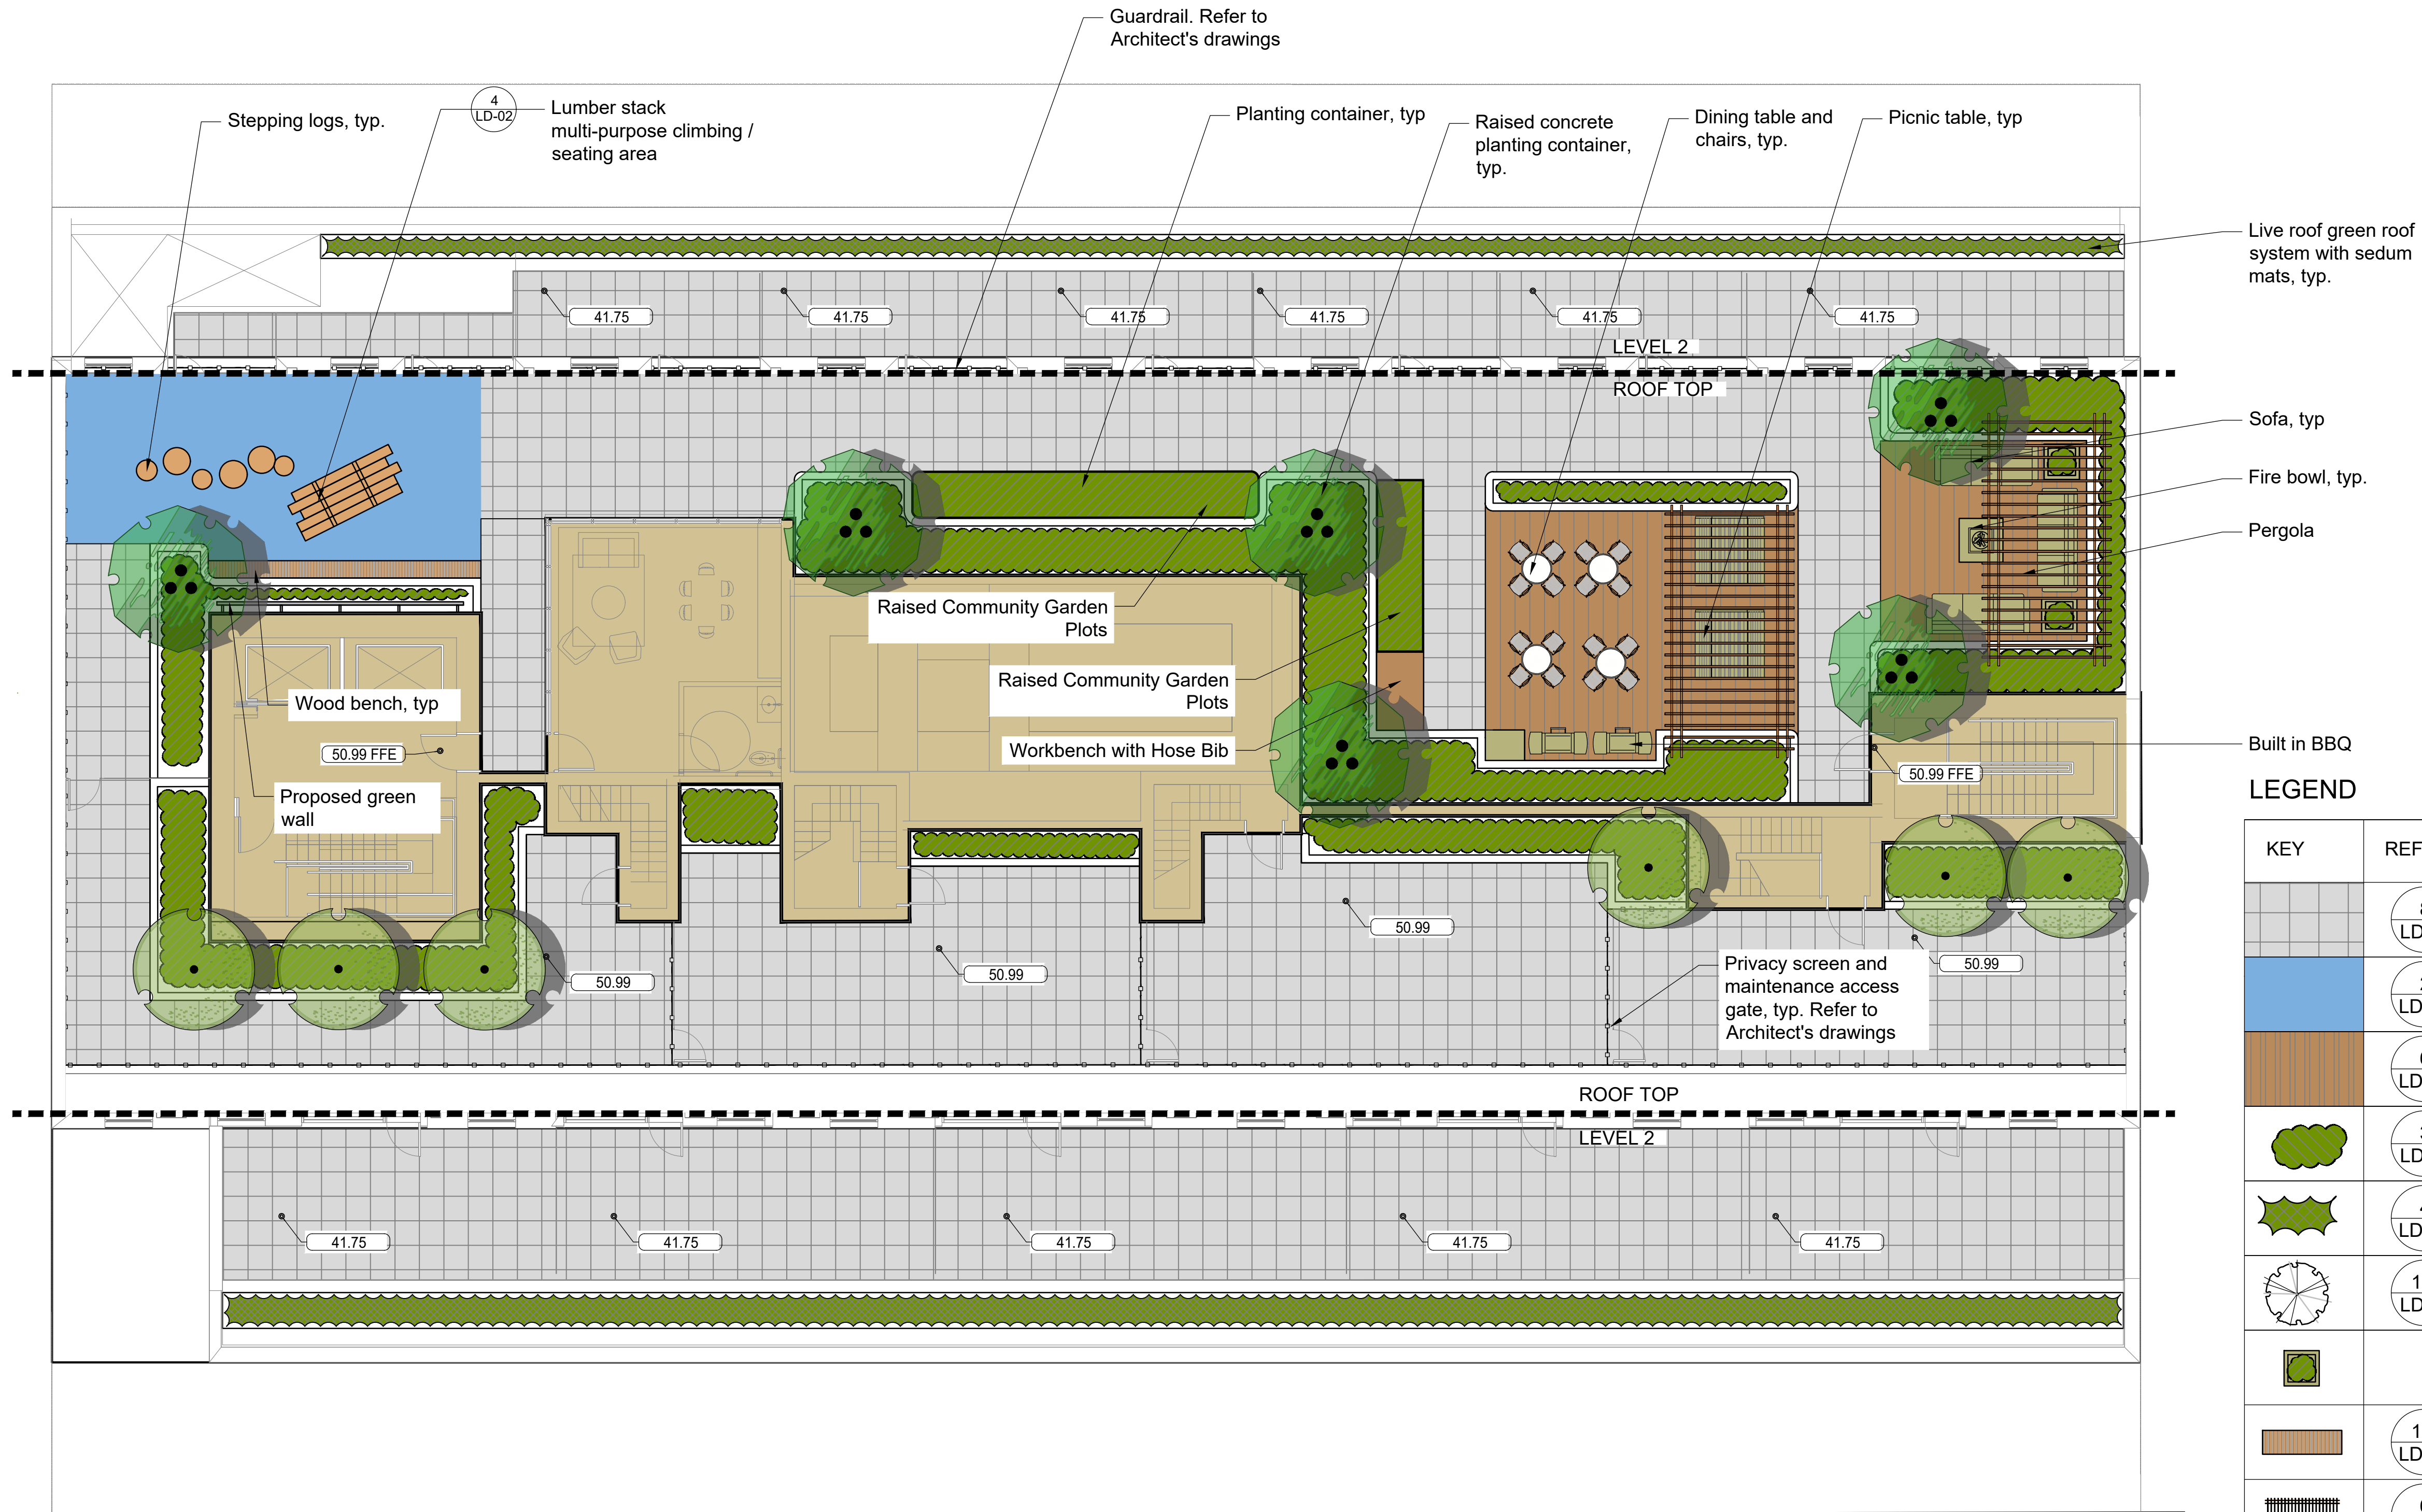 Guardrail. Refer to
Architect's drawings
4
LD-02
Lumber stack
multi-purpose climbing /
seating area
Stepping logs, typ.
Planting container, typ
Raised concrete
planting container,
typ.
Dining table and
chairs, typ.
Picnic table, typ
Live roof green roof
system with sedum
mats, typ.
41.75
41.75
41.75
41.75
41.75
41.75
LEVEL 2
ROOF TOP
Sofa, typ
Fire bowl, typ.
Pergola
Raised Community Garden
Plots
Raised Community Garden
Plots
Wood bench, typ
Workbench with Hose Bib
Built in BBQ
50.99 FFE
50.99 FFE
Proposed green
wall
LEGEND
KEY
50.99
50.99
50.99
50.99
Privacy screen and
maintenance access
gate, typ. Refer to
Architect's drawings
ROOF TOP
LEVEL 2
41.75
41.75
41.75
41.75
41.75